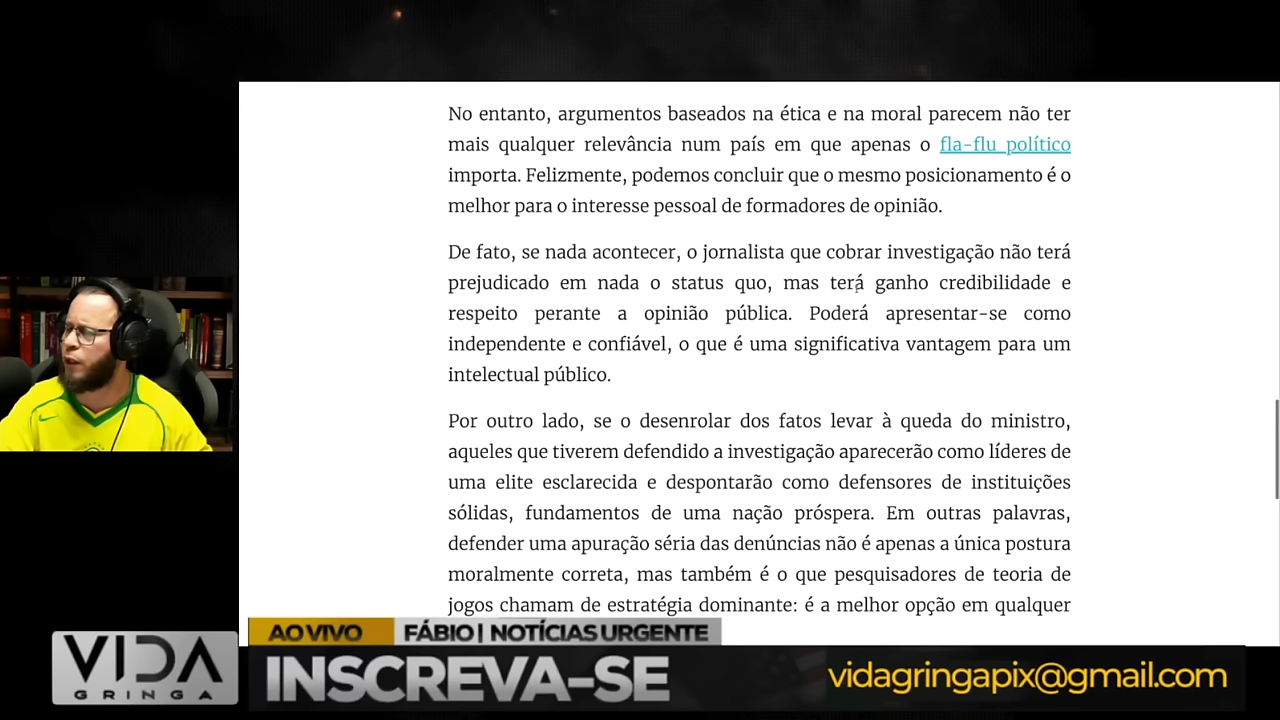 No entanto, argumentos baseados na ética e na moral parecem não ter
mais qualquer relevância num país em que apenas o fla-flu político
importa. Felizmente, podemos concluir que o mesmo posicionamento é o
melhor para o interesse pessoal de formadores de opinião.
De fato, se nada acontecer, o jornalista que cobrar investigação não terá
prejudicado em nada o status quo, mas terá ganho credibilidade e
respeito perante a opinião pública. Poderá apresentar-se como
independente e confiável, o que é uma significativa vantagem para um
intelectual público.
Por outro lado, se o desenrolar dos fatos levar à queda do ministro,
aqueles que tiverem defendido a investigação aparecerão como líderes de
uma elite esclarecida e despontarão como defensores de instituições
sólidas, fundamentos de uma nação próspera. Em outras palavras,
defender uma apuração séria das denúncias não é apenas a única postura
moralmente correta, mas também é o que pesquisadores de teoria de
jogos chamam de estratégia dominante: é a melhor opção em qualquer
AO VIVO FÁBIO | NOTÍCIAS URGENTE
VIDA
GRINGA
INSCREVA-SE
vidagringapix@gmail.com